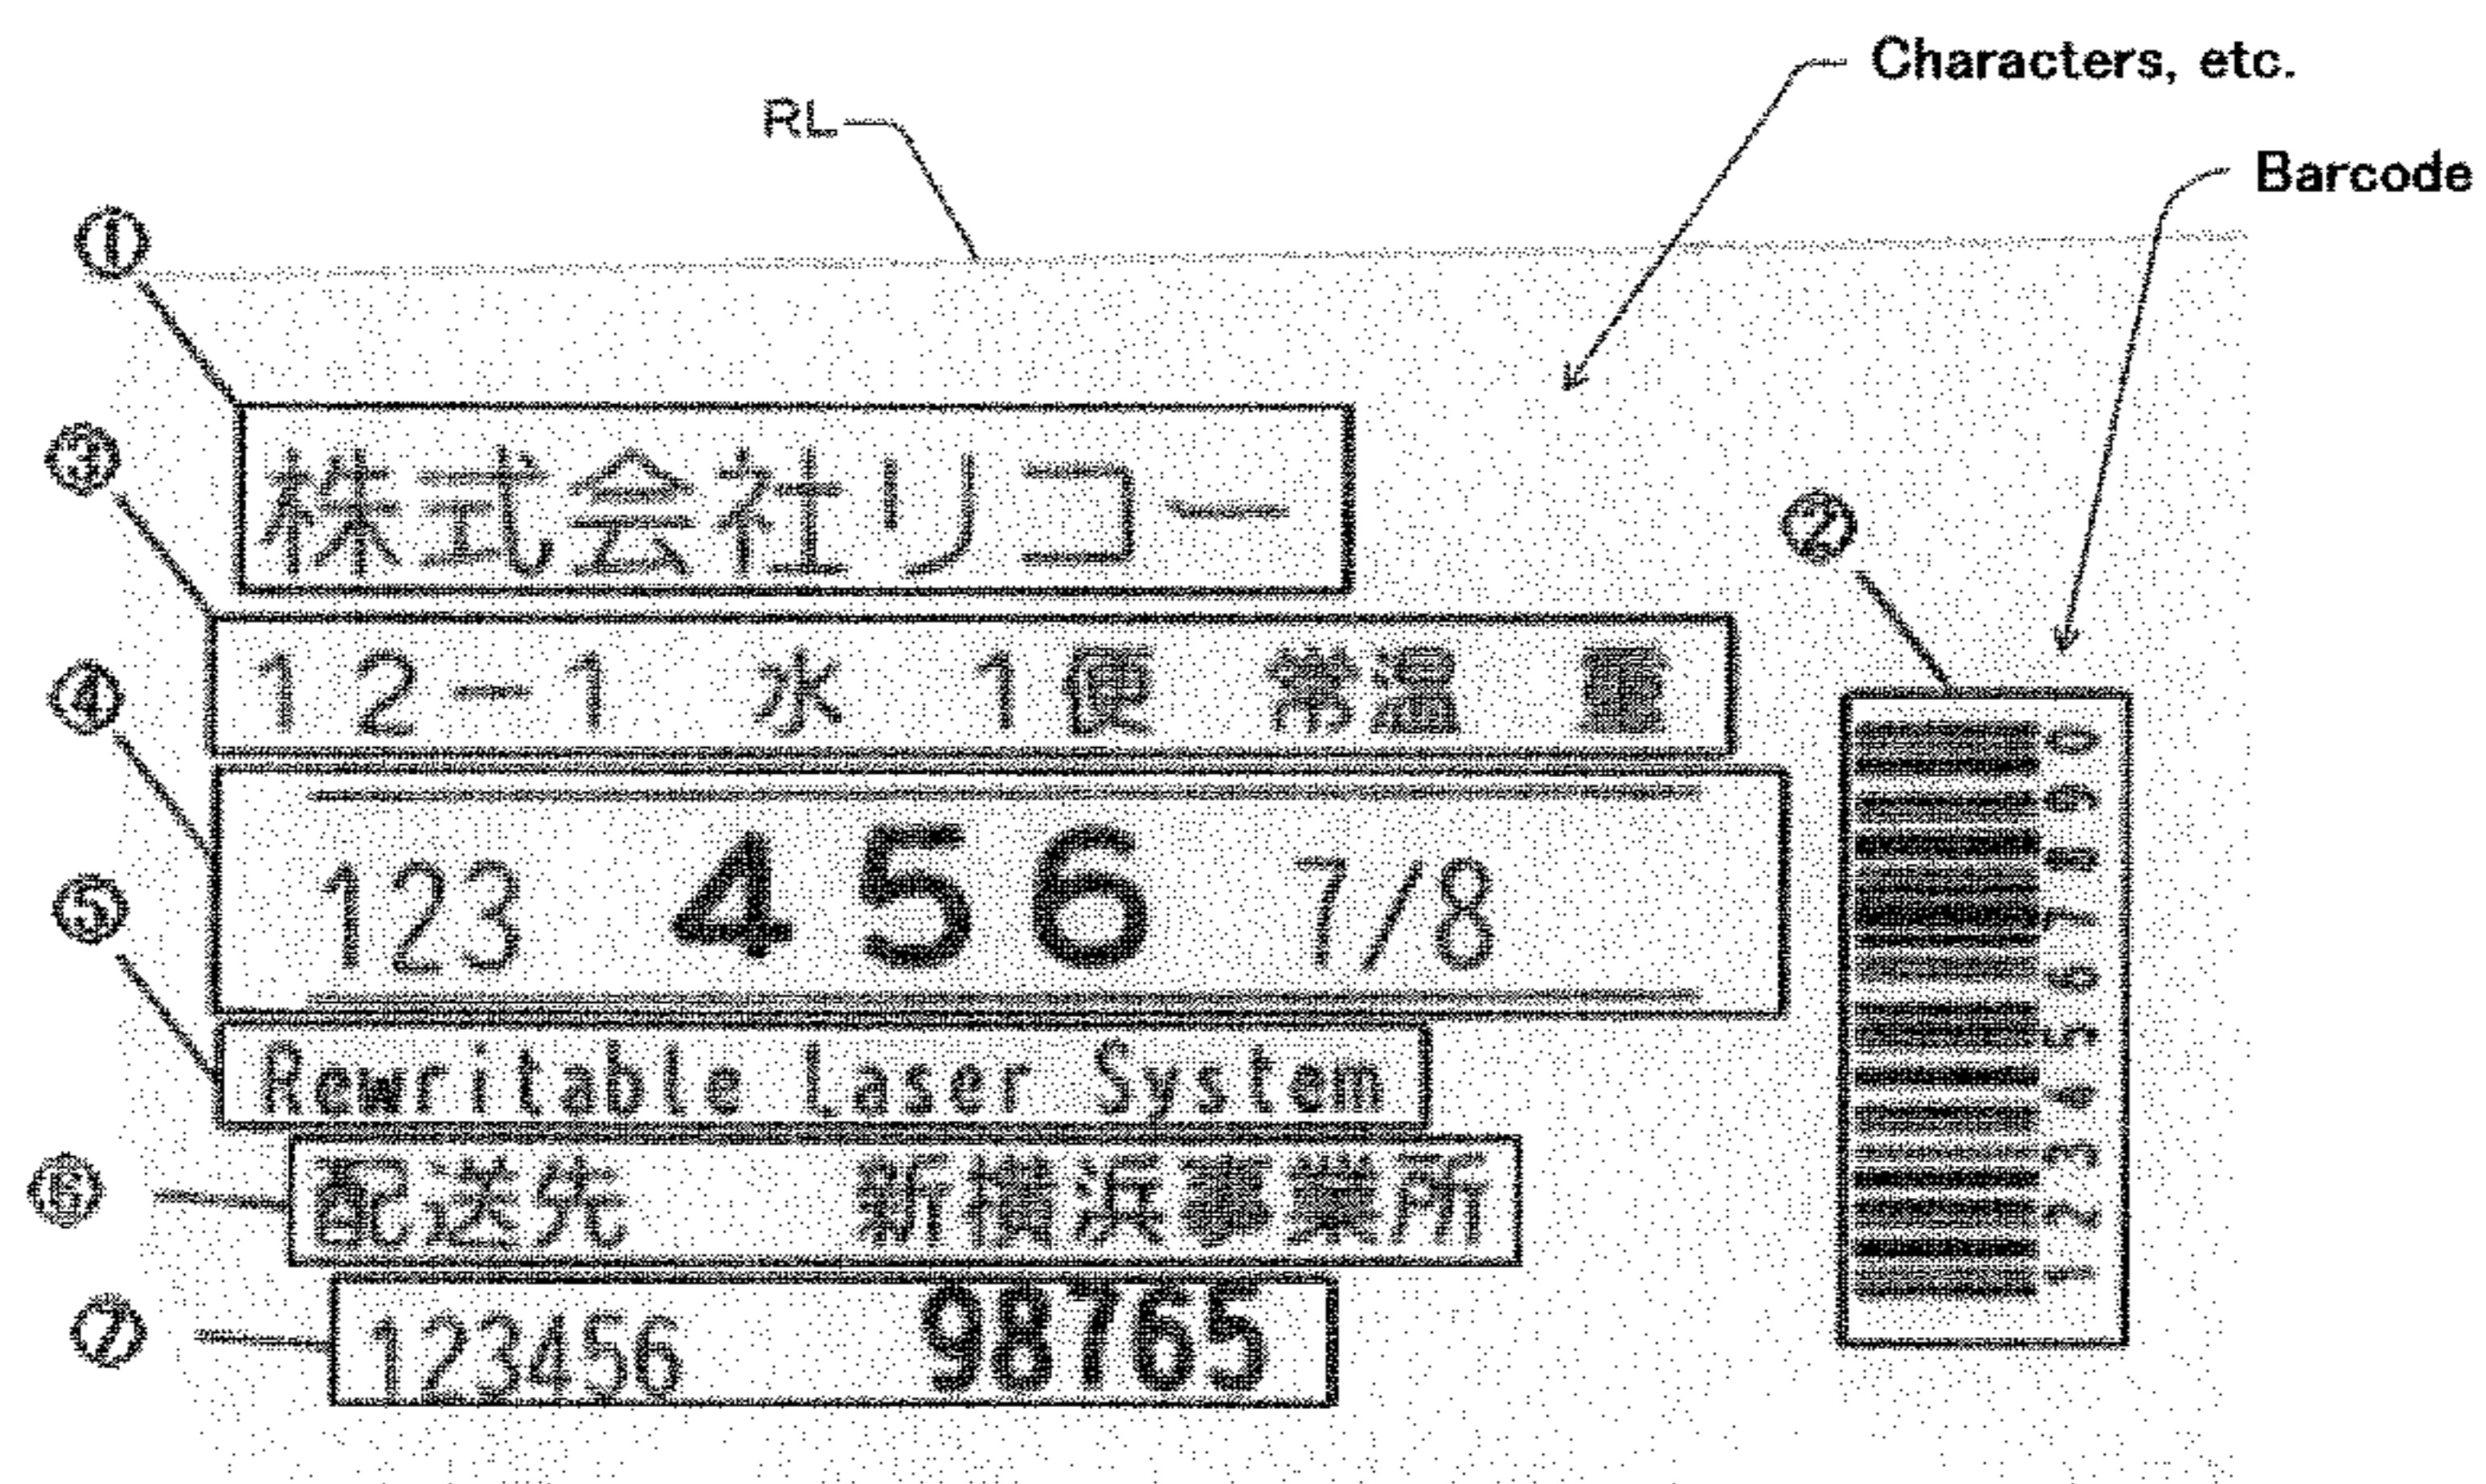 Characters, etc.
RL
Barcode
①
株式会社リコー
③
②
12-1 水 1便 常温
④
123 456 7/8
⑤
Rewritable Laser System
⑥
配送先 新横浜事業所
⑦
123456 98765
1234567890